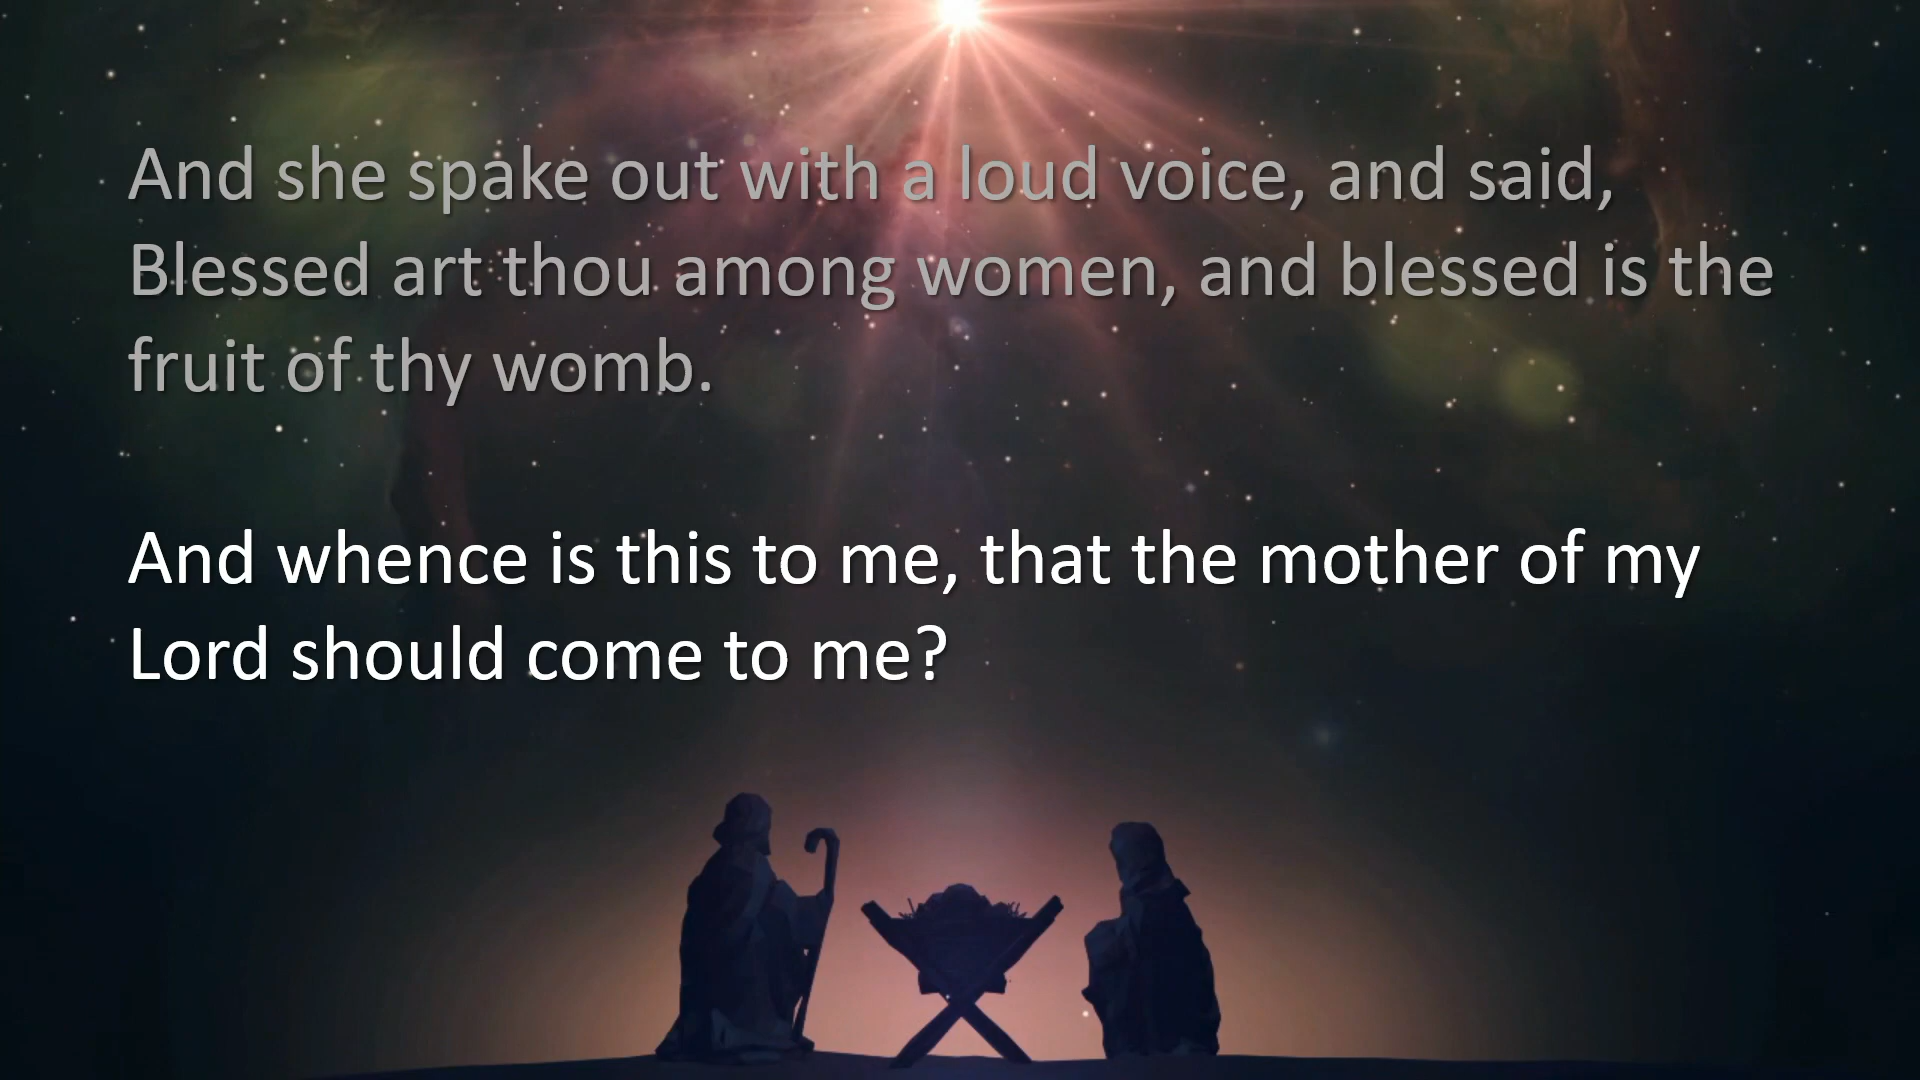 And she spake out with a loud voice, and said,
Blessed art thou among women, and blessed is the
fruit of thy womb.
And whence is this to me, that the mother of my
Lord should come to me?